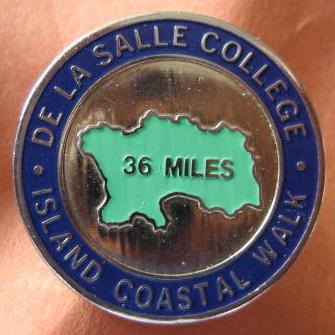 DE LA SALLE COLLEGE
36 MILES
ISLAND COASTAL WALK